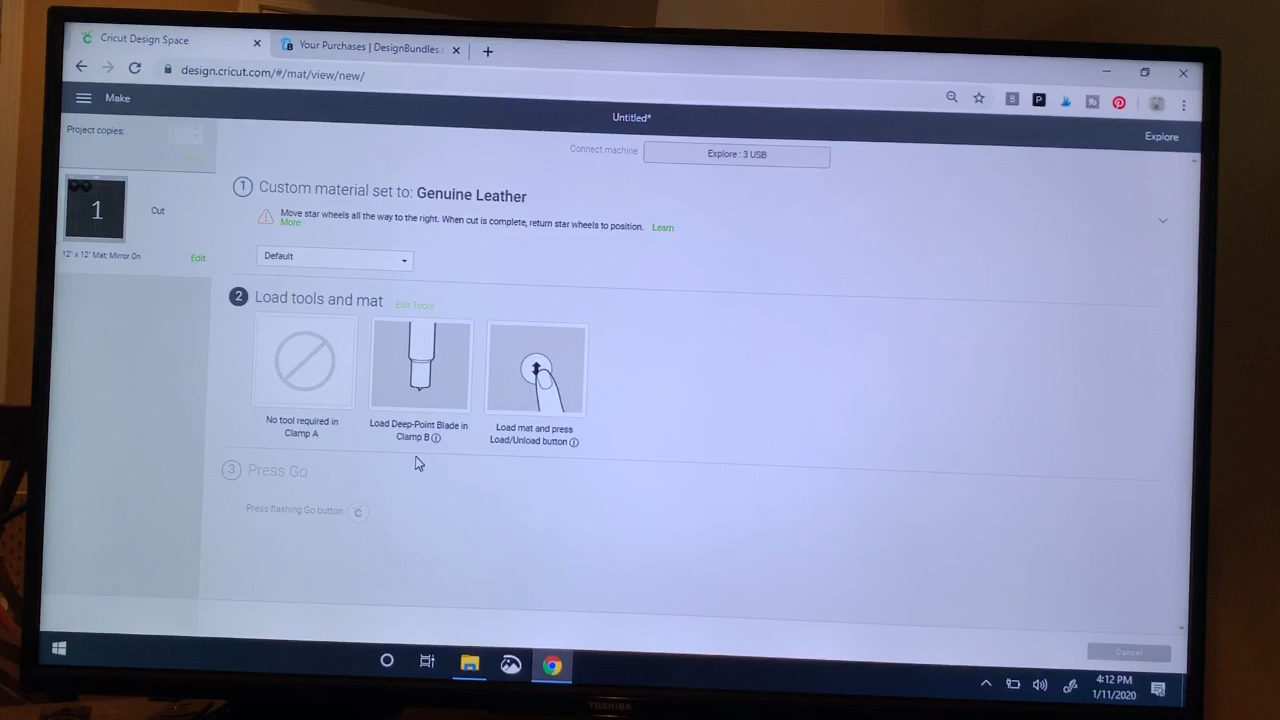 Cricut Design Space
Your Purchases | DesignBundles.
design.cricut.com/#/mat/view/new/
Make
Untitled*
Explore
Project copies:
Connect machine
Explore : 3 USB
1
Cut
12" x 12" Mat; Mirror On
Edit
1 Custom material set to: Genuine Leather
Move star wheels all the way to the right. When cut is complete, return star wheels to position. Learn
More
Default
2 Load tools and mat
Edit Tools
No tool required in
Clamp A
Load Deep-Point Blade in
Clamp B
Load mat and press
Load/Unload button
3 Press Go
Press flashing Go button
Cancel
4:12 PM
1/11/2020
TOSHIBA